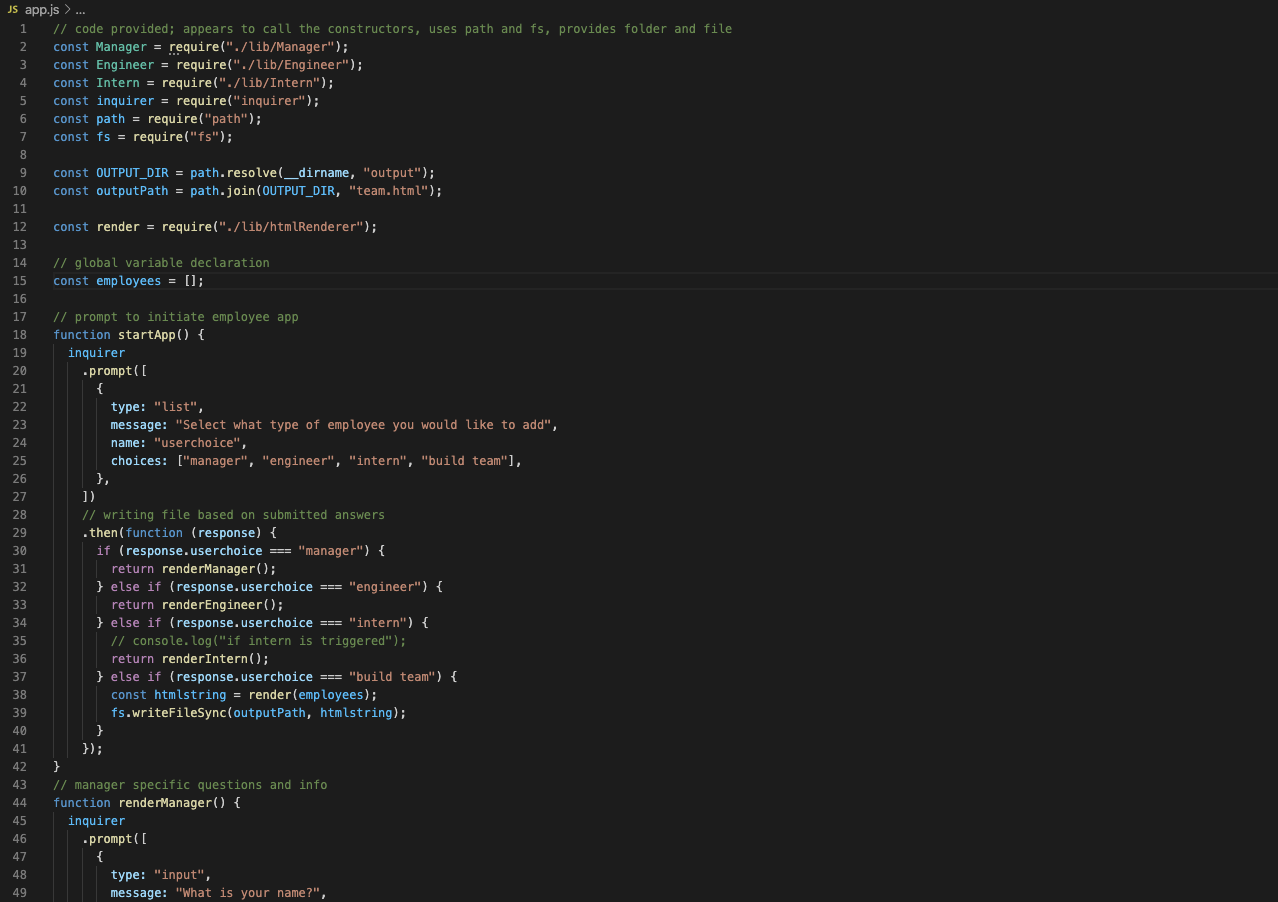 JS app.js > ...
1 // code provided; appears to call the constructors, uses path and fs, provides folder and file
2 const Manager = require("./lib/Manager");
3 const Engineer = require("./lib/Engineer");
4 const Intern = require("./lib/Intern");
5 const inquirer = require("inquirer");
6 const path = require("path");
7 const fs = require("fs");
8
9 const OUTPUT_DIR = path.resolve(__dirname, "output");
10 const outputPath = path.join(OUTPUT_DIR, "team.html");
11
12 const render = require("./lib/htmlRenderer");
13
14 // global variable declaration
15 const employees = [];
16
17 // prompt to initiate employee app
18 function startApp() {
19   inquirer
20     .prompt([
21       {
22         type: "list",
23         message: "Select what type of employee you would like to add",
24         name: "userchoice",
25         choices: ["manager", "engineer", "intern", "build team"],
26       },
27     ])
28     // writing file based on submitted answers
29     .then(function (response) {
30       if (response.userchoice === "manager") {
31         return renderManager();
32       } else if (response.userchoice === "engineer") {
33         return renderEngineer();
34       } else if (response.userchoice === "intern") {
35         // console.log("if intern is triggered");
36         return renderIntern();
37       } else if (response.userchoice === "build team") {
38         const htmlstring = render(employees);
39         fs.writeFileSync(outputPath, htmlstring);
40       }
41     });
42 }
43 // manager specific questions and info
44 function renderManager() {
45   inquirer
46     .prompt([
47       {
48         type: "input",
49         message: "What is your name?",